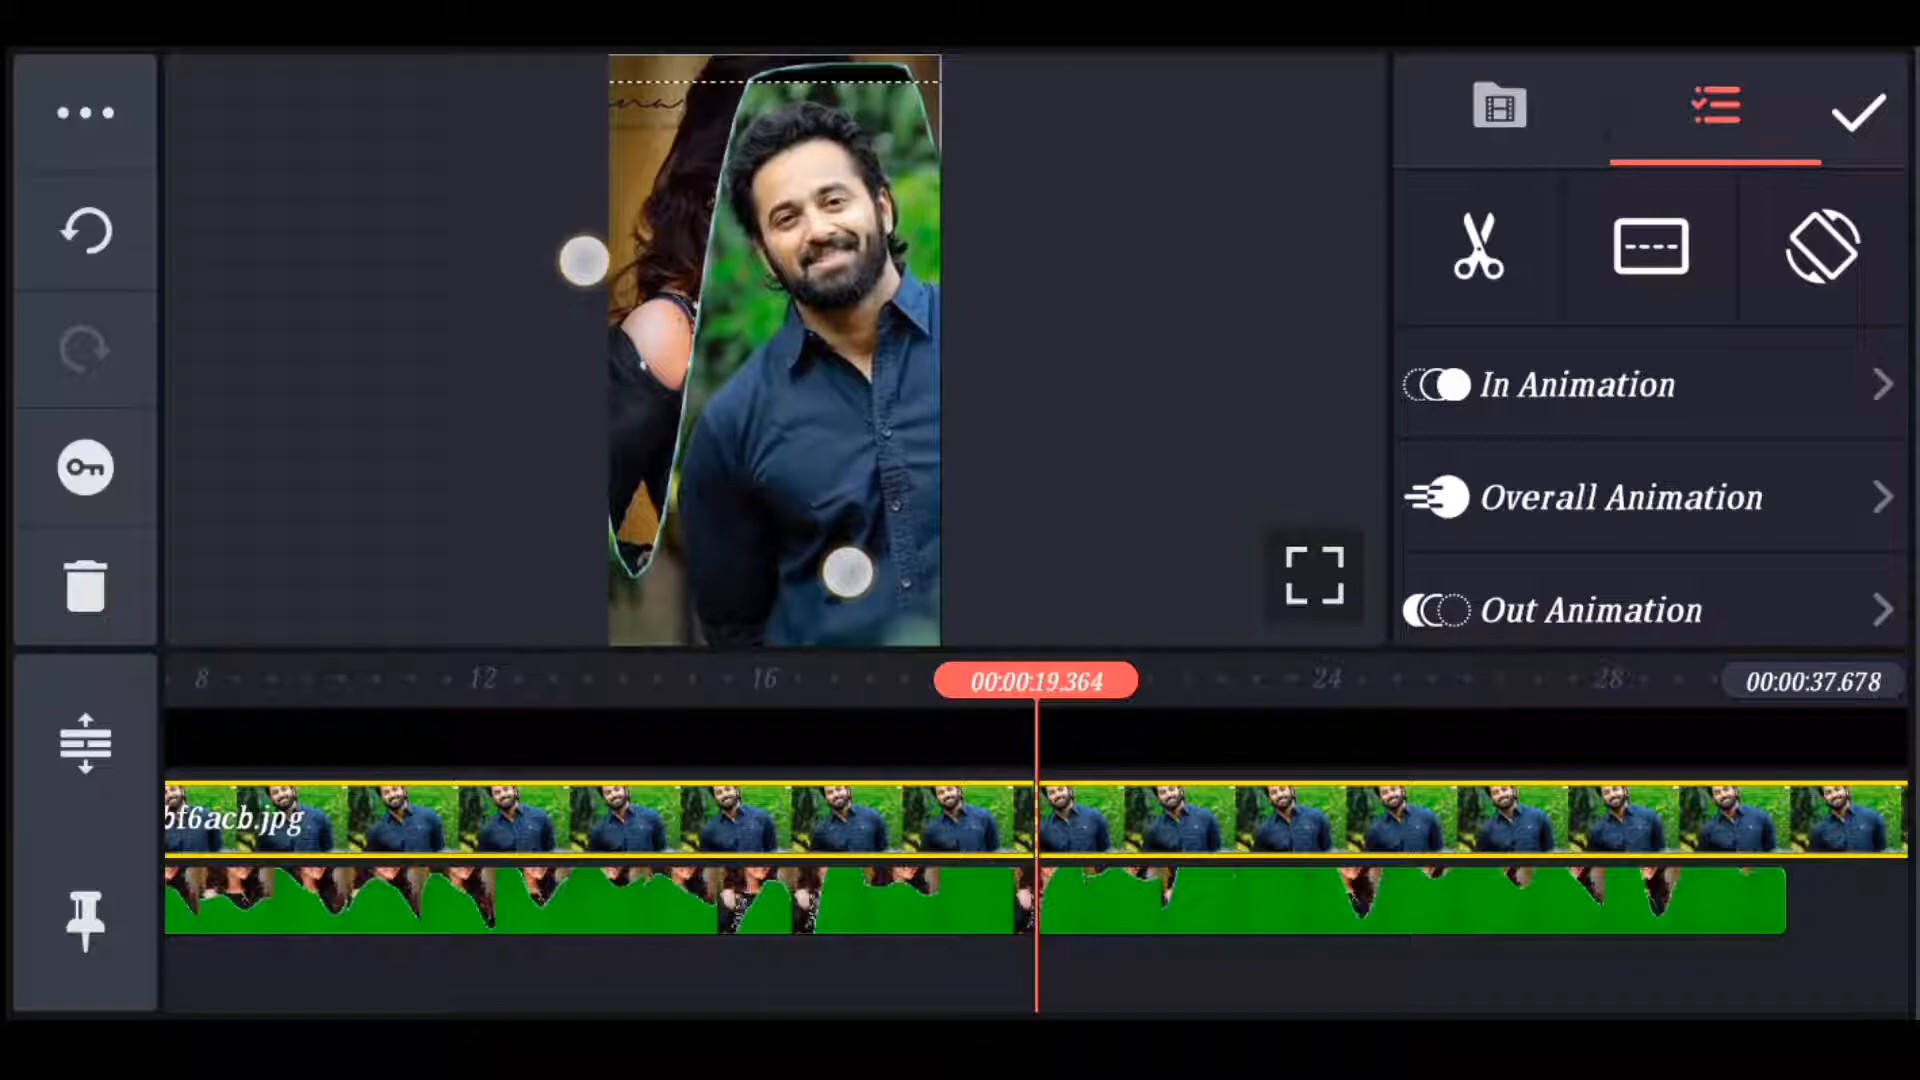 In Animation
Overall Animation
Out Animation
8 12 16 00:00:19.364 24 28 00:00:37.678
bf6acb.jpg